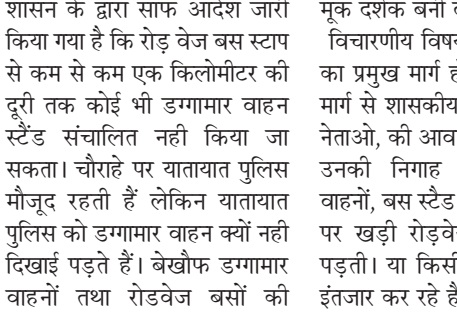 शासन के द्वारा साफ आदेश जारी
किया गया है कि रोड़ वेज बस स्टाप
से कम से कम एक किलोमीटर की
दूरी तक कोई भी डग्गामार वाहन
स्टैंड संचालित नही किया जा
सकता। चौराहे पर यातायात पुलिस
मौजूद रहती हैं लेकिन यातायात
पुलिस को डग्गामार वाहन क्यों नही
दिखाई पड़ते हैं। बेखौफ डग्गामार
वाहनों तथा रोडवेज बसों की
मूक दर्शक बनी
विचारणीय
का प्रमुख मार्ग
मार्ग से शासकीय
नेताओ, की
उनकी निगाह
वाहनों, बस स्टैड
पर खड़ी
पड़ती। या
इंतजार कर रहे